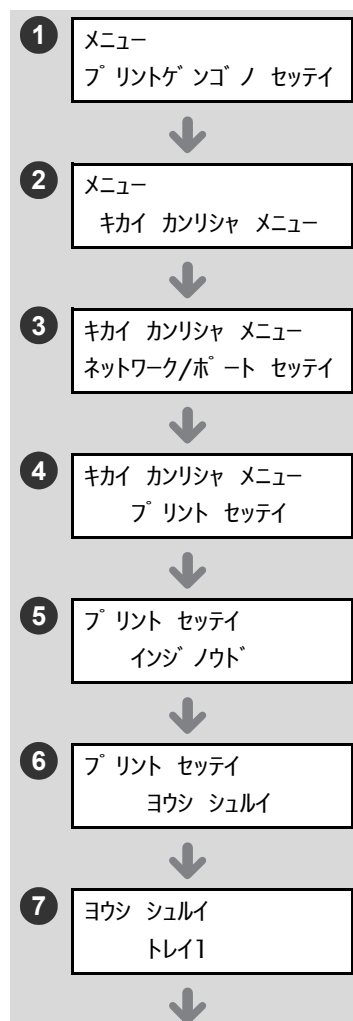 1
メニュー
プリントゲンゴノ セッテイ
2
メニュー
キカイ カンリシャ メニュー
3
キカイ カンリシャ メニュー
ネットワーク/ポート セッテイ
4
キカイ カンリシャ メニュー
プリント セッテイ
5
プリント セッテイ
インジ ノウド
6
プリント セッテイ
ヨウシ シュルイ
7
ヨウシ シュルイ
トレイ1